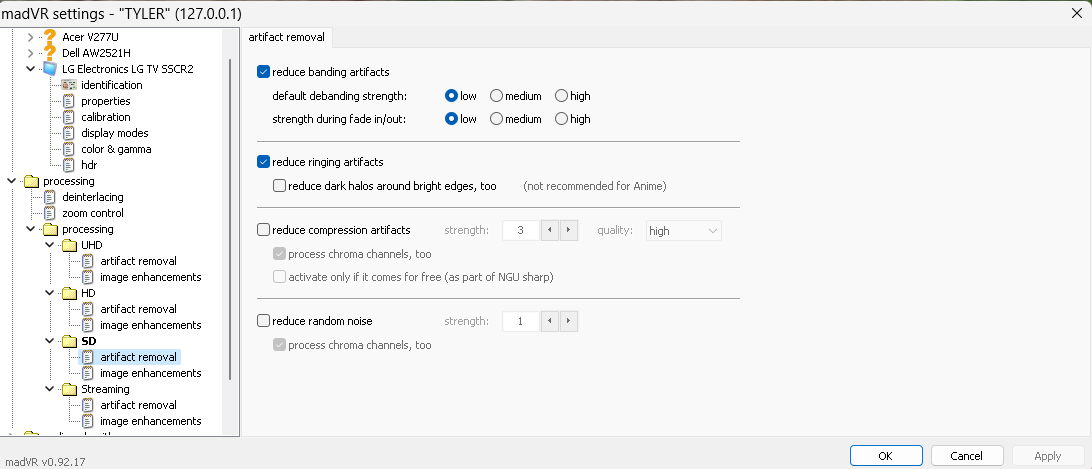 madVR settings - "TYLER" (127.0.0.1)
Acer V277U
Dell AW2521H
LG Electronics LG TV SSCR2
identification
properties
calibration
display modes
color & gamma
hdr
processing
deinterlacing
zoom control
processing
UHD
artifact removal
image enhancements
HD
artifact removal
image enhancements
SD
artifact removal
image enhancements
Streaming
artifact removal
image enhancements
madVR v0.92.17
artifact removal
reduce banding artifacts
default debanding strength: low medium high
strength during fade in/out: low medium high
reduce ringing artifacts
reduce dark halos around bright edges, too (not recommended for Anime)
reduce compression artifacts strength: 3 quality: high
process chroma channels, too
activate only if it comes for free (as part of NGU sharp)
reduce random noise strength: 1
process chroma channels, too
OK Cancel Apply